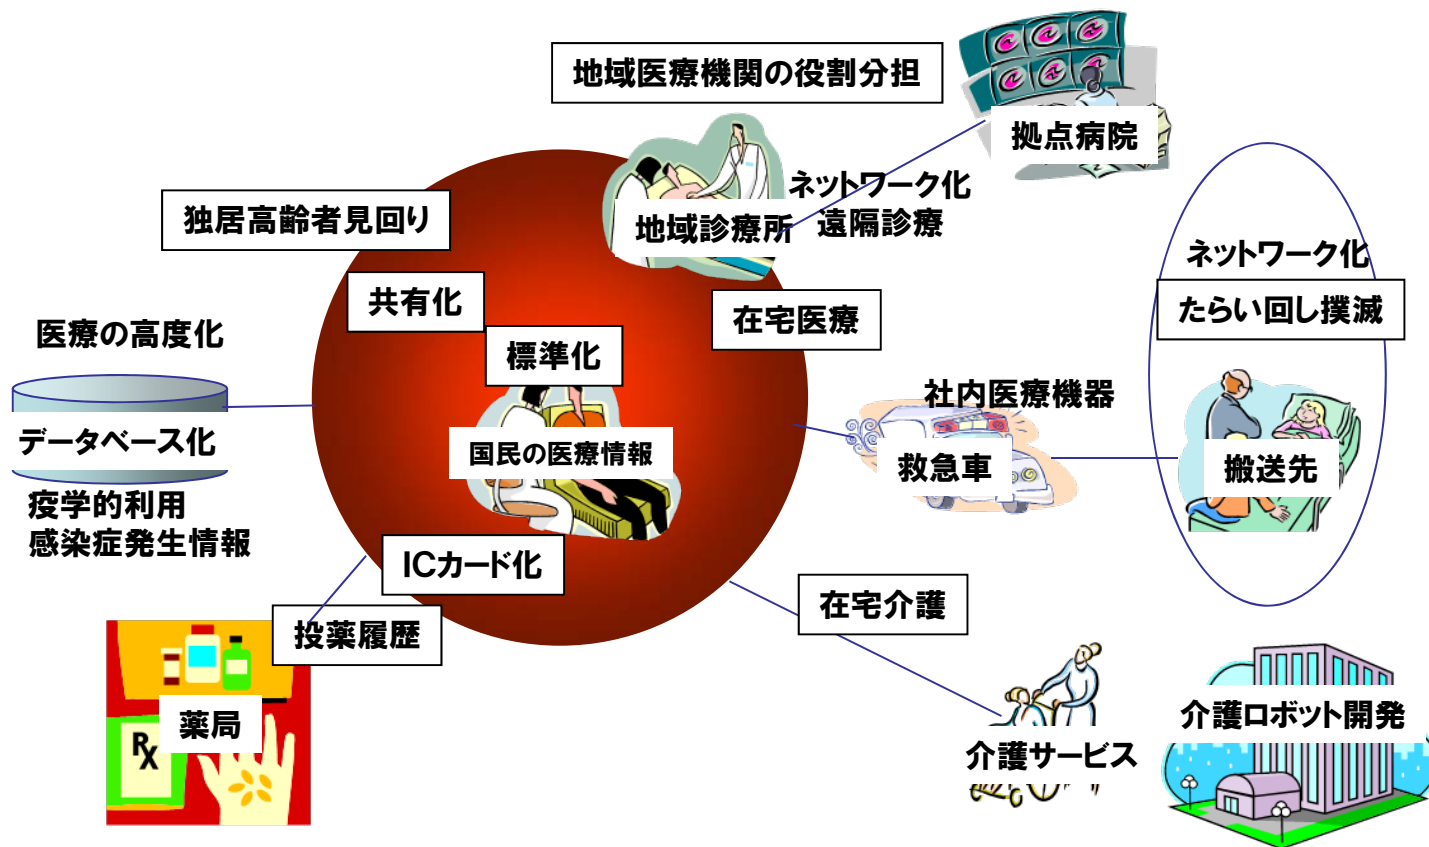 地域医療機関の役割分担
拠点病院
独居高齢者見回り
地域診療所
ネットワーク化
遠隔診療
ネットワーク化
たらい回し撲滅
共有化
在宅医療
医療の高度化
標準化
社内医療機器
データベース化
国民の医療情報
救急車
搬送先
疫学的利用
感染症発生情報
ICカード化
在宅介護
投薬履歴
薬局
Rx
介護サービス
介護ロボット開発